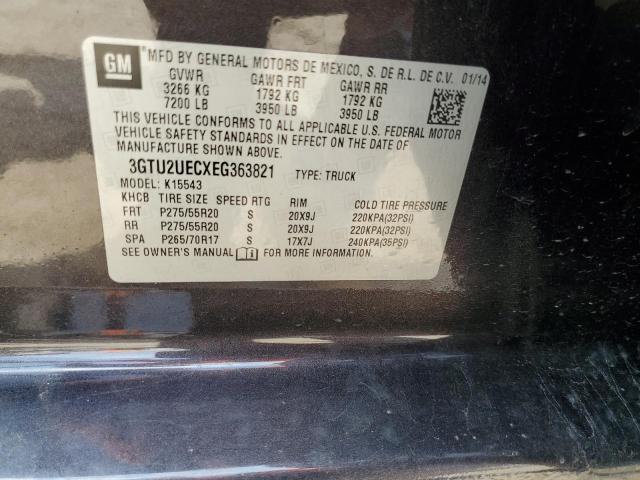 GM MFD BY GENERAL MOTORS DE MEXICO, S. DE R.L. DE C.V. 01/14
GVWR GAWR FRT GAWR RR
3266 KG 1792 KG 1792 KG
7200 LB 3950 LB 3950 LB
THIS VEHICLE CONFORMS TO ALL APPLICABLE U.S. FEDERAL MOTOR
VEHICLE SAFETY STANDARDS IN EFFECT ON THE DATE OF
MANUFACTURE SHOWN ABOVE.
3GTU2UECXEG363821 TYPE: TRUCK
MODEL: K15543
KHCB TIRE SIZE SPEED RTG RIM COLD TIRE PRESSURE
FRT P275/55R20 S 20X9J 220KPA(32PSI)
RR P275/55R20 S 20X9J 220KPA(32PSI)
SPA P265/70R17 S 17X7J 240KPA(35PSI)
SEE OWNER'S MANUAL FOR MORE INFORMATION.